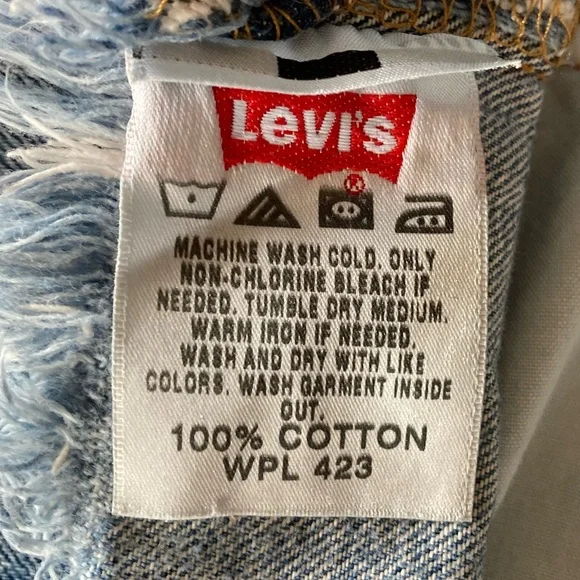 Levi's
®
MACHINE WASH COLD. ONLY
NON-CHLORINE BLEACH IF
NEEDED. TUMBLE DRY MEDIUM.
WARM IRON IF NEEDED.
WASH AND DRY WITH LIKE
COLORS. WASH GARMENT INSIDE
OUT.
100% COTTON
WPL 423